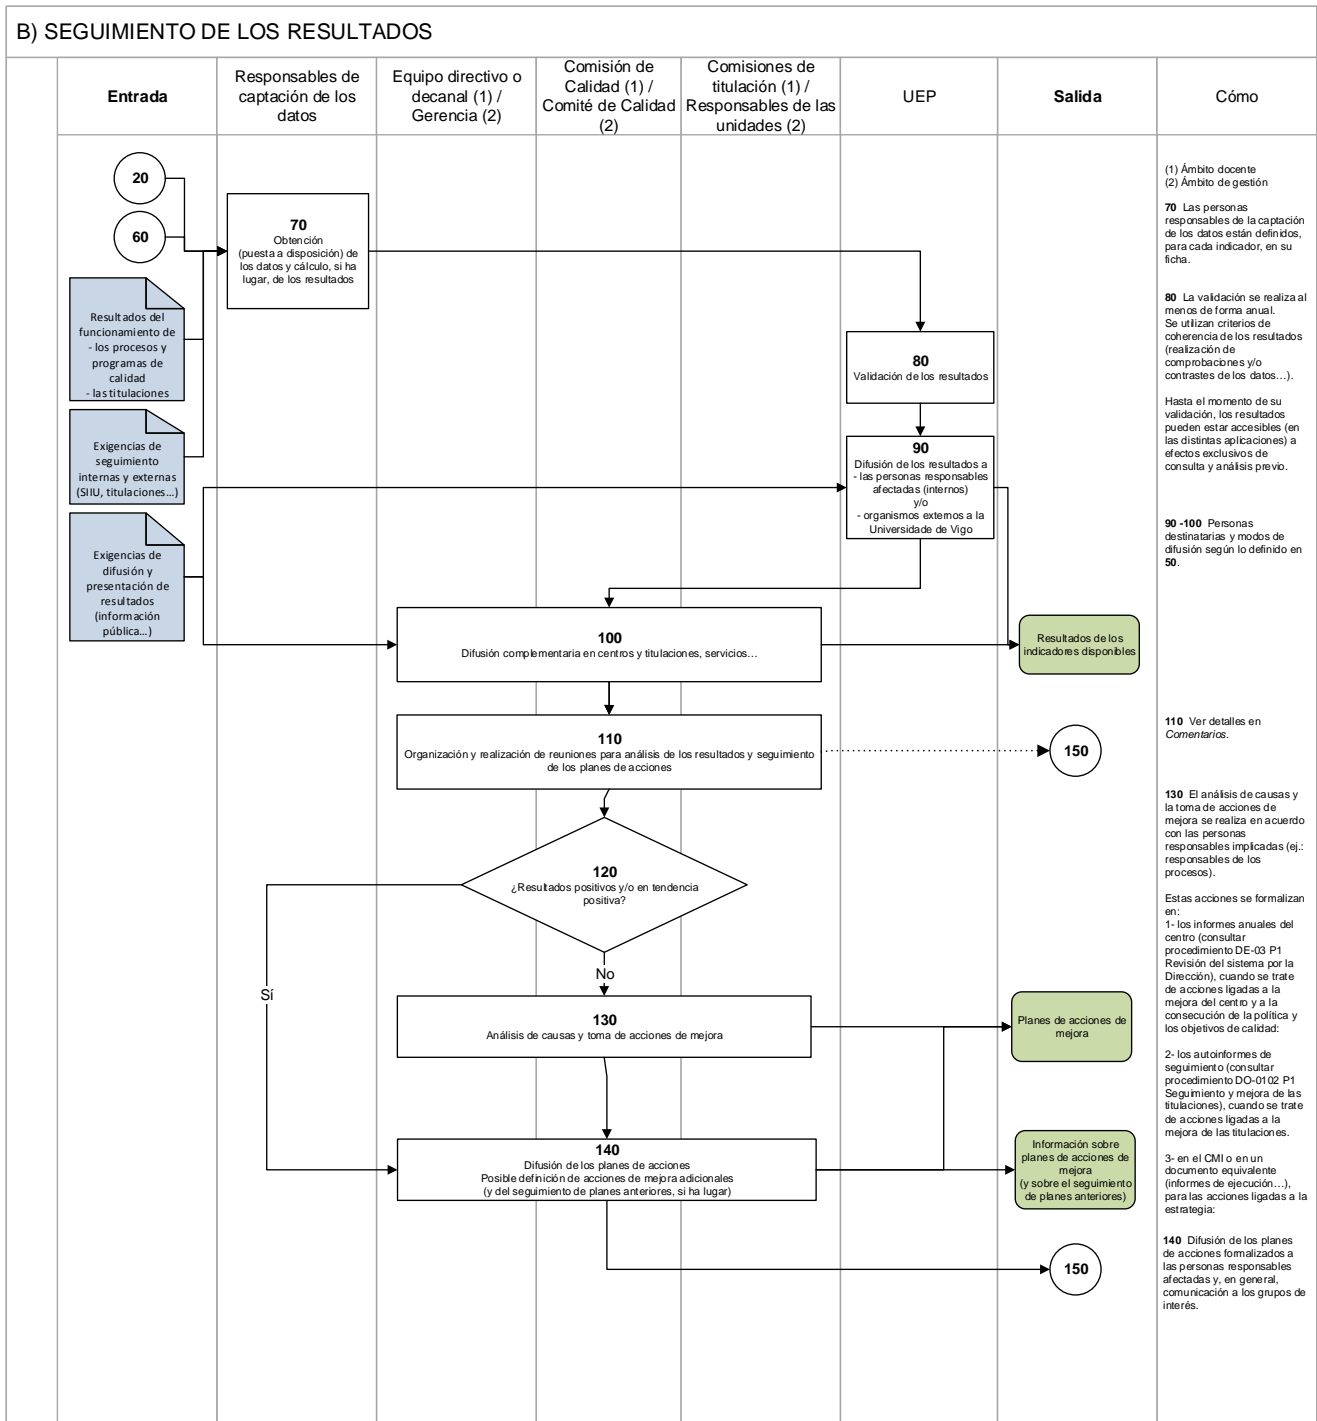 B) SEGUIMIENTO DE LOS RESULTADOS
Entrada
Responsables de
captación de los
datos
Equipo directivo o
decanal (1) /
Gerencia (2)
Comisión de
Calidad (1) /
Comité de Calidad
(2)
Comisiones de
titulación (1) /
Responsables de las
unidades (2)
UEP
Salida
Cómo
20
60
Resultados del
funcionamiento de
- los procesos y
programas de
calidad
- las titulaciones
Exigencias de
seguimiento
internas y externas
(SIIU, titulaciones...)
Exigencias de
difusión y
presentación de
resultados
(información
pública...)
70
Obtención
(puesta a disposición) de
los datos y cálculo, si ha
lugar, de los resultados
80
Validación de los resultados
90
Difusión de los resultados a
- las personas responsables
afectadas (internos)
y/o
- organismos externos a la
Universidade de Vigo
100
Difusión complementaria en centros y titulaciones, servicios...
Resultados de los
indicadores disponibles
110
Organización y realización de reuniones para análisis de los resultados y seguimiento
de los planes de acciones
150
120
¿Resultados positivos y/o en tendencia
positiva?
No
Sí
130
Análisis de causas y toma de acciones de mejora
Planes de acciones de
mejora
140
Difusión de los planes de acciones
Posible definición de acciones de mejora adicionales
(y del seguimiento de planes anteriores, si ha lugar)
Información sobre
planes de acciones de
mejora
(y sobre el seguimiento
de planes anteriores)
150
(1) Ámbito docente
(2) Ámbito de gestión
70 Las personas
responsables de la captación
de los datos están definidos,
para cada indicador, en su
ficha.
80 La validación se realiza al
menos de forma anual.
Se utilizan criterios de
coherencia de los resultados
(realización de
comprobaciones y/o
contrastes de los datos...).
Hasta el momento de su
validación, los resultados
pueden estar accesibles (en
las distintas aplicaciones) a
efectos exclusivos de
consulta y análisis previo.
90 -100 Personas
destinatarias y modos de
difusión según lo definido en
50.
110 Ver detalles en
Comentarios.
130 El análisis de causas y
la toma de acciones de
mejora se realiza en acuerdo
con las personas
responsables implicadas (ej.:
responsables de los
procesos).
Estas acciones se formalizan
en:
1- los informes anuales del
centro (consultar
procedimiento DE-03 P1
Revisión del sistema por la
Dirección), cuando se trate
de acciones ligadas a la
mejora del centro y a la
consecución de la política y
los objetivos de calidad:
2- los autoinformes de
seguimiento (consultar
procedimiento DO-0102 P1
Seguimiento y mejora de las
titulaciones), cuando se trate
de acciones ligadas a la
mejora de las titulaciones.
3- en el CMI o en un
documento equivalente
(informes de ejecución...),
para las acciones ligadas a la
estrategia:
140 Difusión de los planes
de acciones formalizados a
las personas responsables
afectadas y, en general,
comunicación a los grupos de
interés.